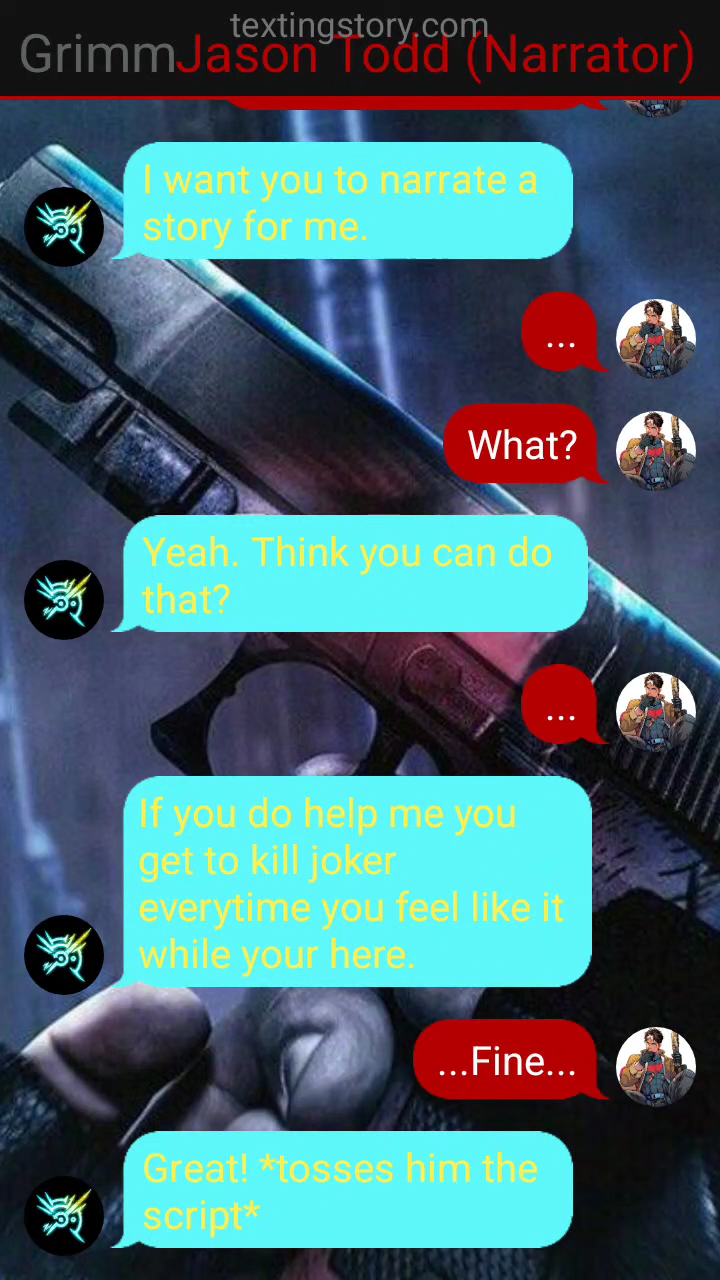 textingstory.com
GrimmJason Todd (Narrator)
I want you to narrate a
story for me.
...
What?
Yeah. Think you can do
that?
...
If you do help me you
get to kill joker
everytime you feel like it
while your here.
...Fine...
Great! *tosses him the
script*